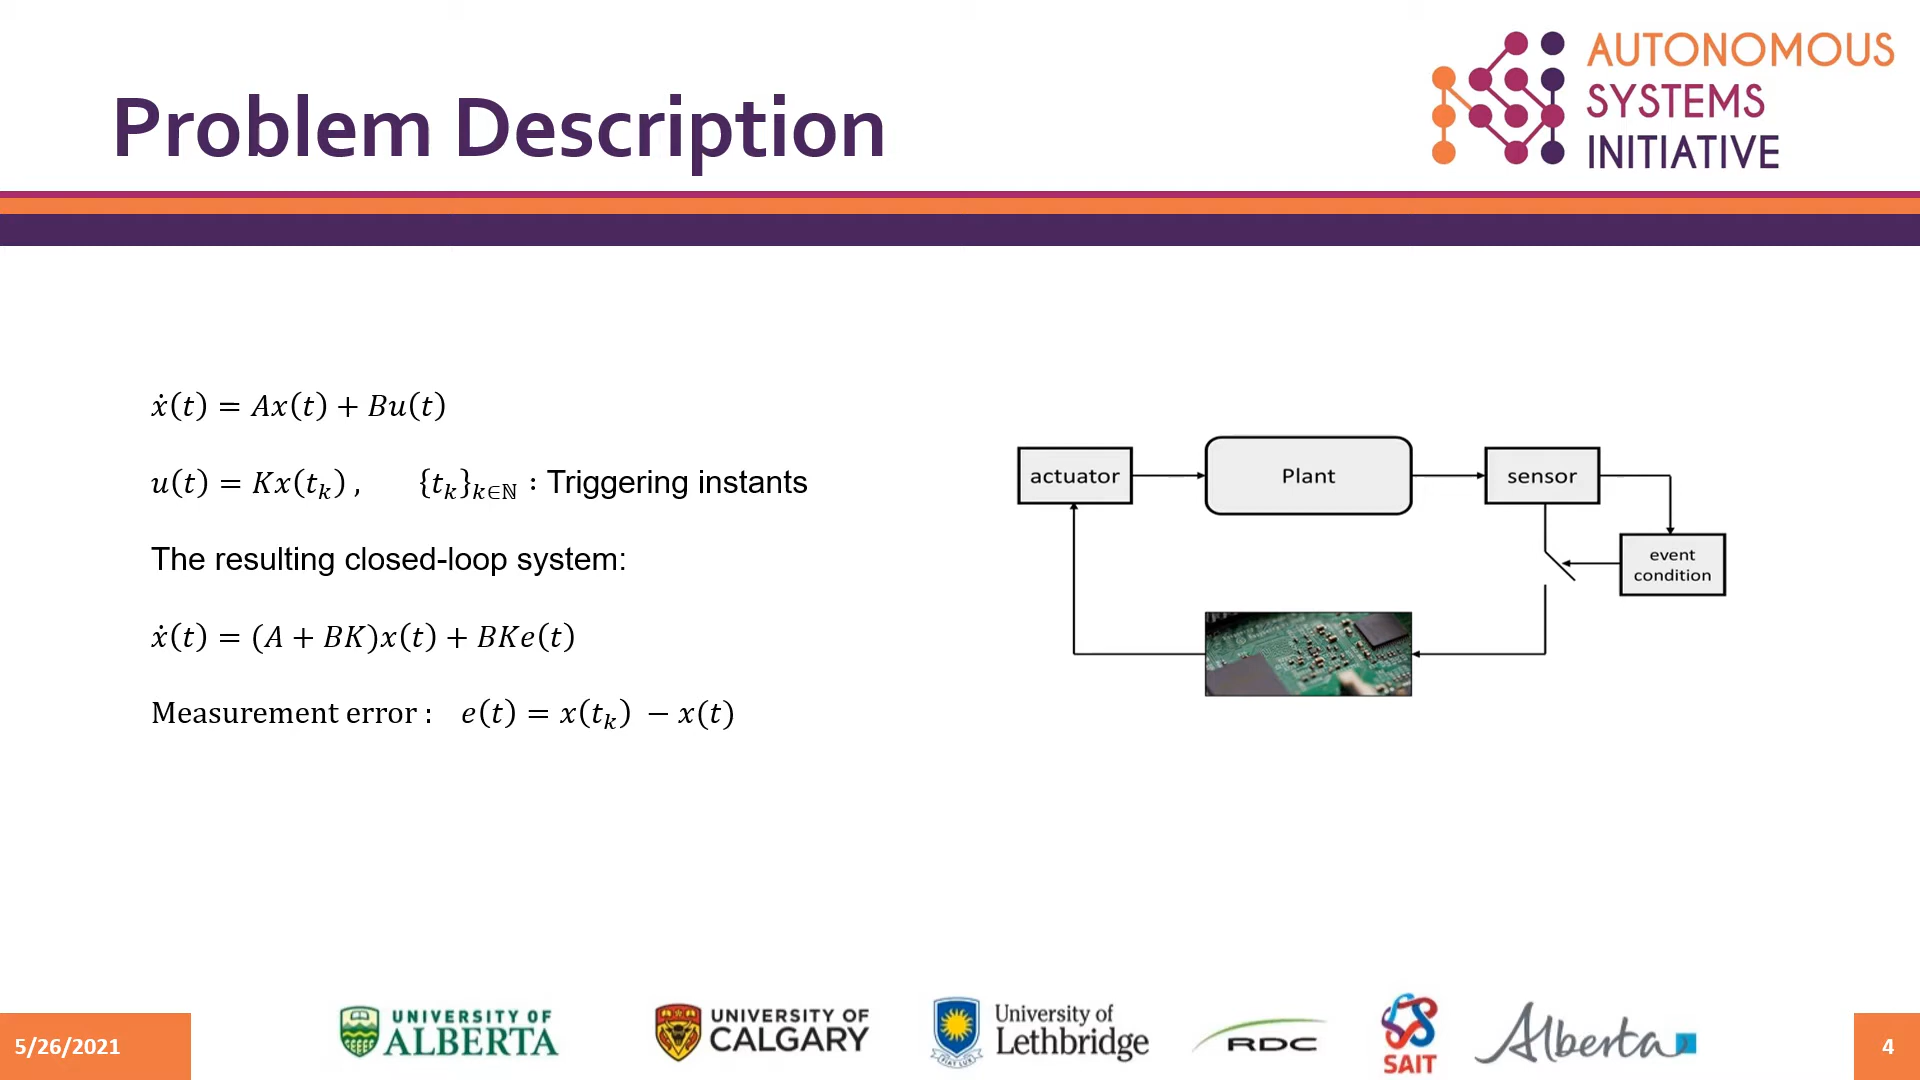 Problem Description
AUTONOMOUS
SYSTEMS
INITIATIVE
ẋ(t) = Ax(t) + Bu(t)
u(t) = Kx(t_k) , {t_k}_{k∈ℕ} : Triggering instants
The resulting closed-loop system:
ẋ(t) = (A + BK)x(t) + BKe(t)
Measurement error : e(t) = x(t_k) − x(t)
actuator
Plant
sensor
event
condition
5/26/2021
UNIVERSITY OF
ALBERTA
UNIVERSITY OF
CALGARY
University of
Lethbridge
RDC
SAIT
Alberta
4